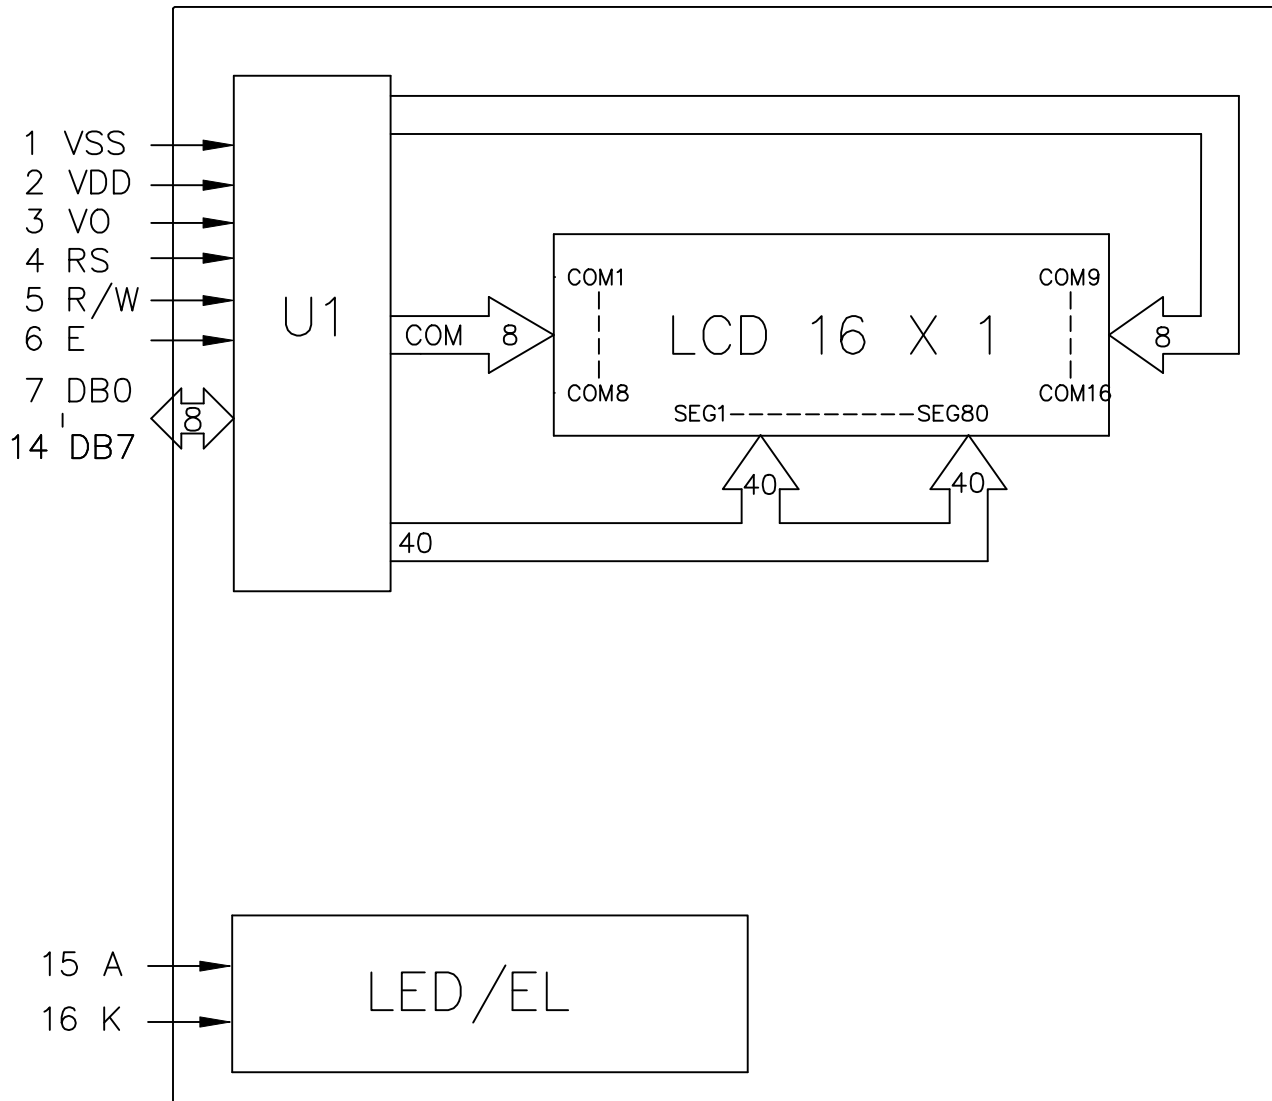 1 VSS
2 VDD
3 VO
4 RS
5 R/W
6 E
7 DB0
14 DB7
8
U1
COM 8
40
COM1
COM8
LCD 16 X 1
COM9
COM16
SEG1----------SEG80
8
40
40
15 A
16 K
LED/EL